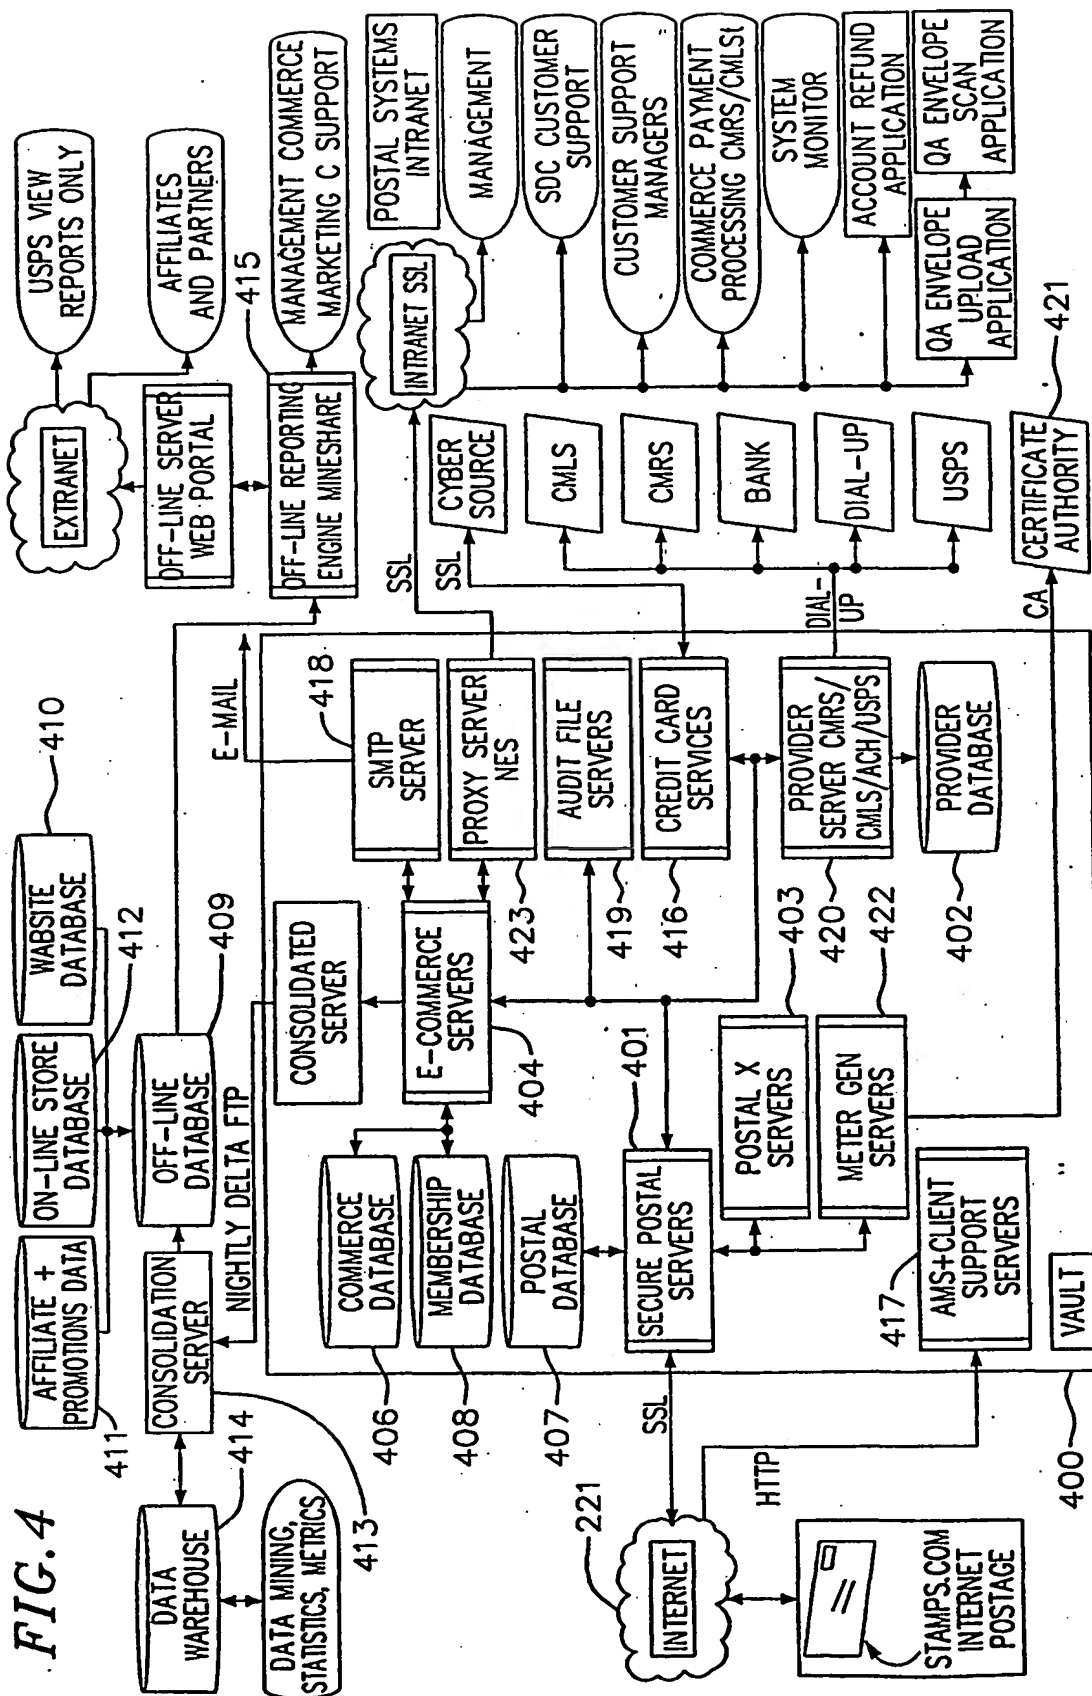 FIG.4
AFFILIATE +
PROMOTIONS DATA
411
ON-LINE STORE
DATABASE
412
WABSITE
DATABASE
410
DATA
WAREHOUSE
414
CONSOLIDATION
SERVER
413
OFF-LINE
DATABASE
409
DATA MINING,
STATISTICS, METRICS
NIGHTLY DELTA FTP
E-MAIL
EXTRANET
USPS VIEW
REPORTS ONLY
OFF-LINE SERVER
WEB PORTAL
AFFILIATES
AND PARTNERS
415
OFF-LINE REPORTING
ENGINE MINESHARE
MANAGEMENT COMMERCE
MARKETING C SUPPORT
CONSOLIDATED
SERVER
SMTP
SERVER
418
COMMERCE
DATABASE
406
E-COMMERCE
SERVERS
404
PROXY SERVER
NES
423
MEMBERSHIP
DATABASE
408
AUDIT FILE
SERVERS
419
POSTAL
DATABASE
407
CREDIT CARD
SERVICES
416
SECURE POSTAL
SERVERS
401
POSTAL X
SERVERS
403
PROVIDER
SERVER CMRS/
CMLS/ACH/USPS
420
METER GEN
SERVERS
422
PROVIDER
DATABASE
402
AMS+CLIENT
SUPPORT
SERVERS
417
VAULT
400
SSL
HTTP
INTERNET
221
STAMPS.COM
INTERNET
POSTAGE
SSL
SSL
DIAL-
UP
CA
INTRANET SSL
POSTAL SYSTEMS
INTRANET
CYBER
SOURCE
CMLS
CMRS
BANK
DIAL-UP
USPS
CERTIFICATE
AUTHORITY
421
MANAGEMENT
SDC CUSTOMER
SUPPORT
CUSTOMER SUPPORT
MANAGERS
COMMERCE PAYMENT
PROCESSING CMRS/CMLSt
SYSTEM
MONITOR
ACCOUNT REFUND
APPLICATION
QA ENVELOPE
UPLOAD
APPLICATION
QA ENVELOPE
SCAN
APPLICATION